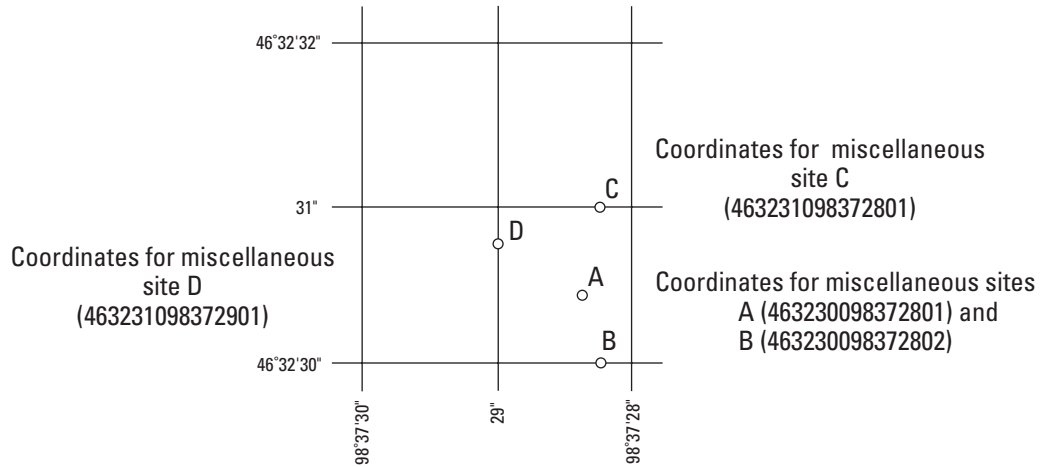 46°32'32"
Coordinates for miscellaneous
site C
(463231098372801)
C
31"
D
Coordinates for miscellaneous
site D
(463231098372901)
A
Coordinates for miscellaneous sites
A (463230098372801) and
B (463230098372802)
B
46°32'30"
98°37'30"
29"
98°37'28"